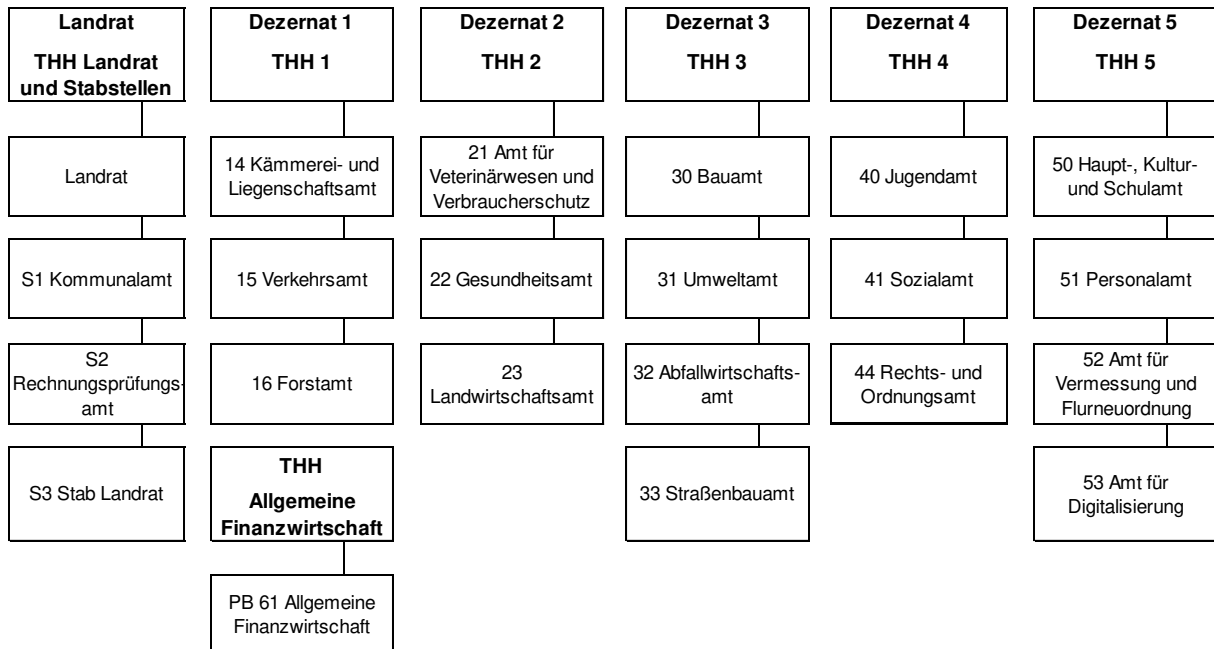 Landrat
THH Landrat
und Stabstellen
Landrat
S1 Kommunalamt
S2
Rechnungsprüfungs-
amt
S3 Stab Landrat
Dezernat 1
THH 1
14 Kämmerei- und
Liegenschaftsamt
15 Verkehrsamt
16 Forstamt
THH
Allgemeine
Finanzwirtschaft
PB 61 Allgemeine
Finanzwirtschaft
Dezernat 2
THH 2
21 Amt für
Veterinärwesen und
Verbraucherschutz
22 Gesundheitsamt
23
Landwirtschaftsamt
Dezernat 3
THH 3
30 Bauamt
31 Umweltamt
32 Abfallwirtschafts-
amt
33 Straßenbauamt
Dezernat 4
THH 4
40 Jugendamt
41 Sozialamt
44 Rechts- und
Ordnungsamt
Dezernat 5
THH 5
50 Haupt-, Kultur-
und Schulamt
51 Personalamt
52 Amt für
Vermessung und
Flurneuordnung
53 Amt für
Digitalisierung